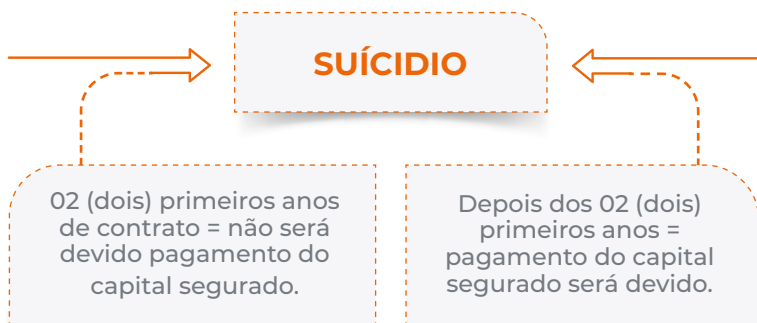 SUÍCIDIO
02 (dois) primeiros anos
de contrato = não será
devido pagamento do
capital segurado.
Depois dos 02 (dois)
primeiros anos =
pagamento do capital
segurado será devido.